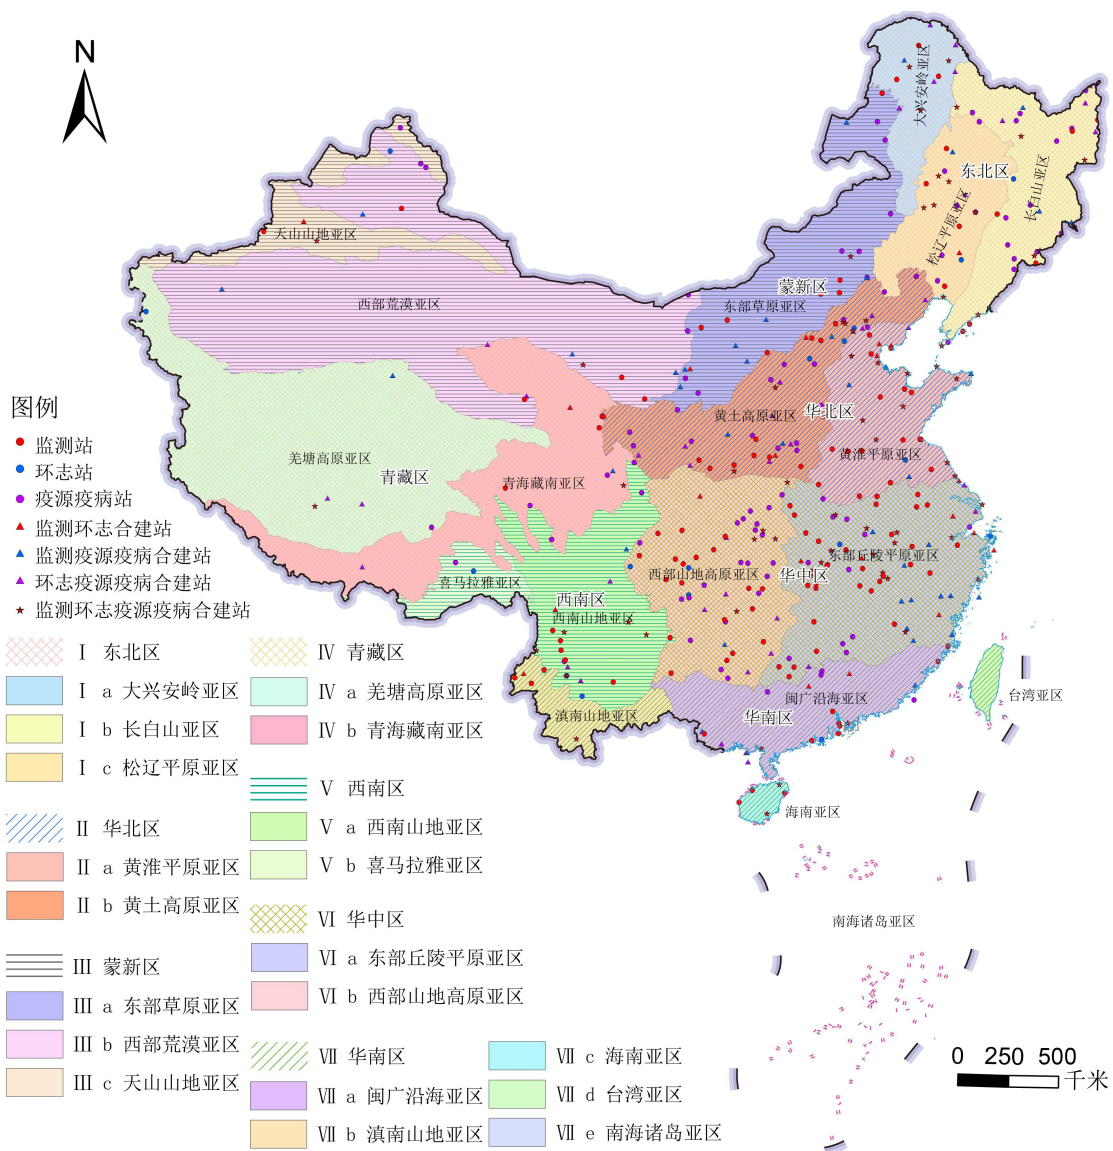 N
大兴安岭亚区
东北区
长白山亚区
松辽平原亚区
天山山地亚区
蒙新区
东部草原亚区
西部荒漠亚区
黄土高原亚区
华北区
黄淮平原亚区
羌塘高原亚区
青藏区
青海藏南亚区
东部丘陵平原亚区
西部山地高原亚区
华中区
喜马拉雅亚区
西南区
西南山地亚区
闽广沿海亚区
台湾亚区
滇南山地亚区
华南区
海南亚区
南海诸岛亚区
图例
监测站
环志站
疫源疫病站
监测环志合建站
监测疫源疫病合建站
环志疫源疫病合建站
监测环志疫源疫病合建站
Ⅰ 东北区
Ⅰ a 大兴安岭亚区
Ⅰ b 长白山亚区
Ⅰ c 松辽平原亚区
Ⅱ 华北区
Ⅱ a 黄淮平原亚区
Ⅱ b 黄土高原亚区
Ⅲ 蒙新区
Ⅲ a 东部草原亚区
Ⅲ b 西部荒漠亚区
Ⅲ c 天山山地亚区
Ⅳ 青藏区
Ⅳ a 羌塘高原亚区
Ⅳ b 青海藏南亚区
Ⅴ 西南区
Ⅴ a 西南山地亚区
Ⅴ b 喜马拉雅亚区
Ⅵ 华中区
Ⅵ a 东部丘陵平原亚区
Ⅵ b 西部山地高原亚区
Ⅶ 华南区
Ⅶ a 闽广沿海亚区
Ⅶ b 滇南山地亚区
Ⅶ c 海南亚区
Ⅶ d 台湾亚区
Ⅶ e 南海诸岛亚区
0 250 500
千米